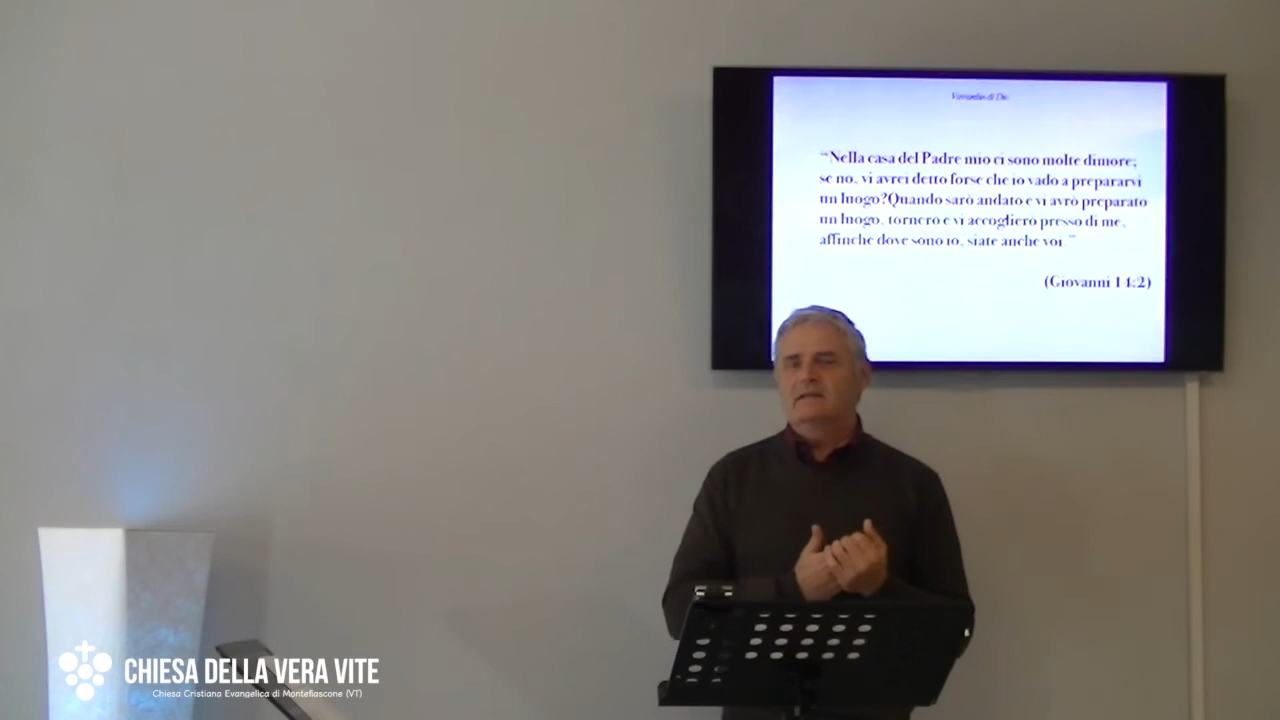 di Dio
“Nella casa del Padre mio ci sono molte dimore;
se no, vi avrei detto forse che io vado a prepararvi
un luogo?Quando sarò andato e vi avrò preparato
un luogo, tornerò e vi accoglierò presso di me,
affinché dove sono io, siate anche voi.”
(Giovanni 14:2)
CHIESA DELLA VERA VITE
Chiesa Cristiana Evangelica di Montefiascone (VT)